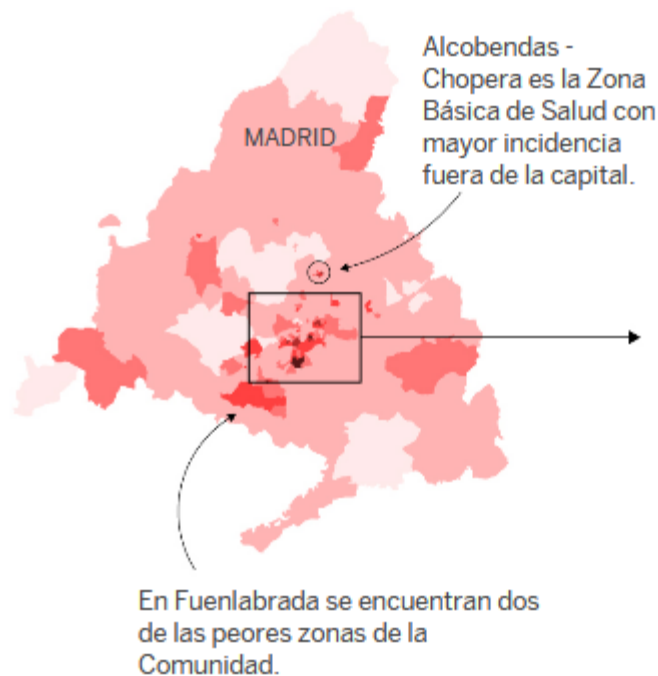 Alcobendas -
Chopera es la Zona
Básica de Salud con
mayor incidencia
fuera de la capital.
MADRID
En Fuenlabrada se encuentran dos
de las peores zonas de la
Comunidad.